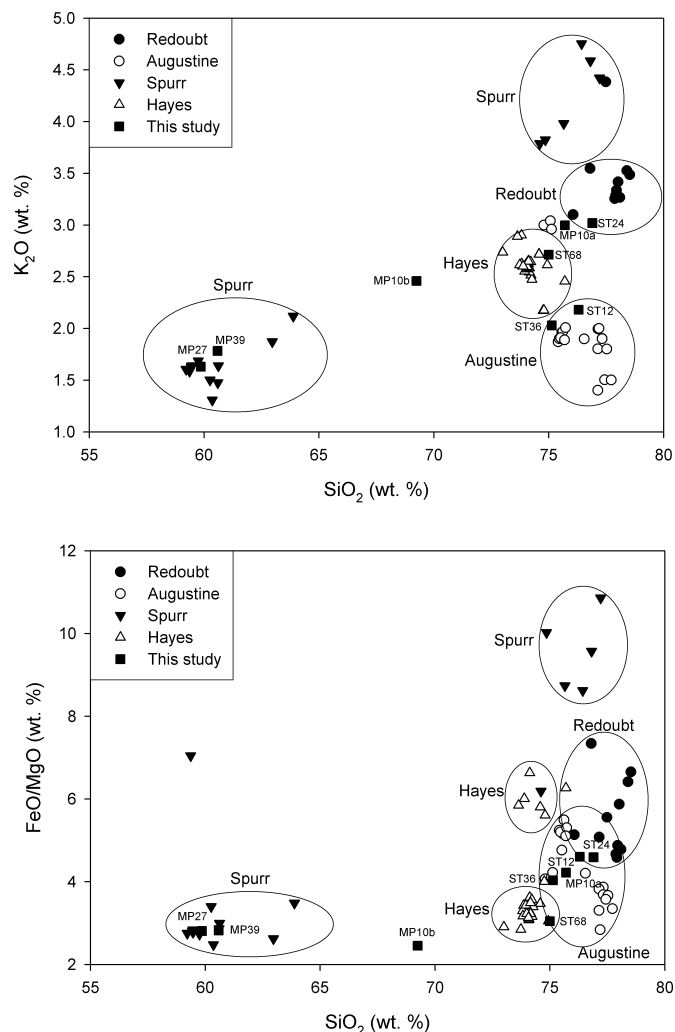 5.0
4.5
4.0
3.5
3.0
2.5
2.0
1.5
1.0
K2O (wt. %)
Redoubt
Augustine
Spurr
Hayes
This study
Spurr
Redoubt
ST24
MP10a
Hayes
ST68
MP10b
Spurr
ST12
ST36
MP39
MP27
Augustine
55 60 65 70 75 80
SiO2 (wt. %)
12
10
8
6
4
2
FeO/MgO (wt. %)
Redoubt
Augustine
Spurr
Hayes
This study
Spurr
Redoubt
Hayes
ST24
ST12
ST36
MP10a
Spurr
Hayes
MP27
MP39
MP10b
ST68
Augustine
55 60 65 70 75 80
SiO2 (wt. %)